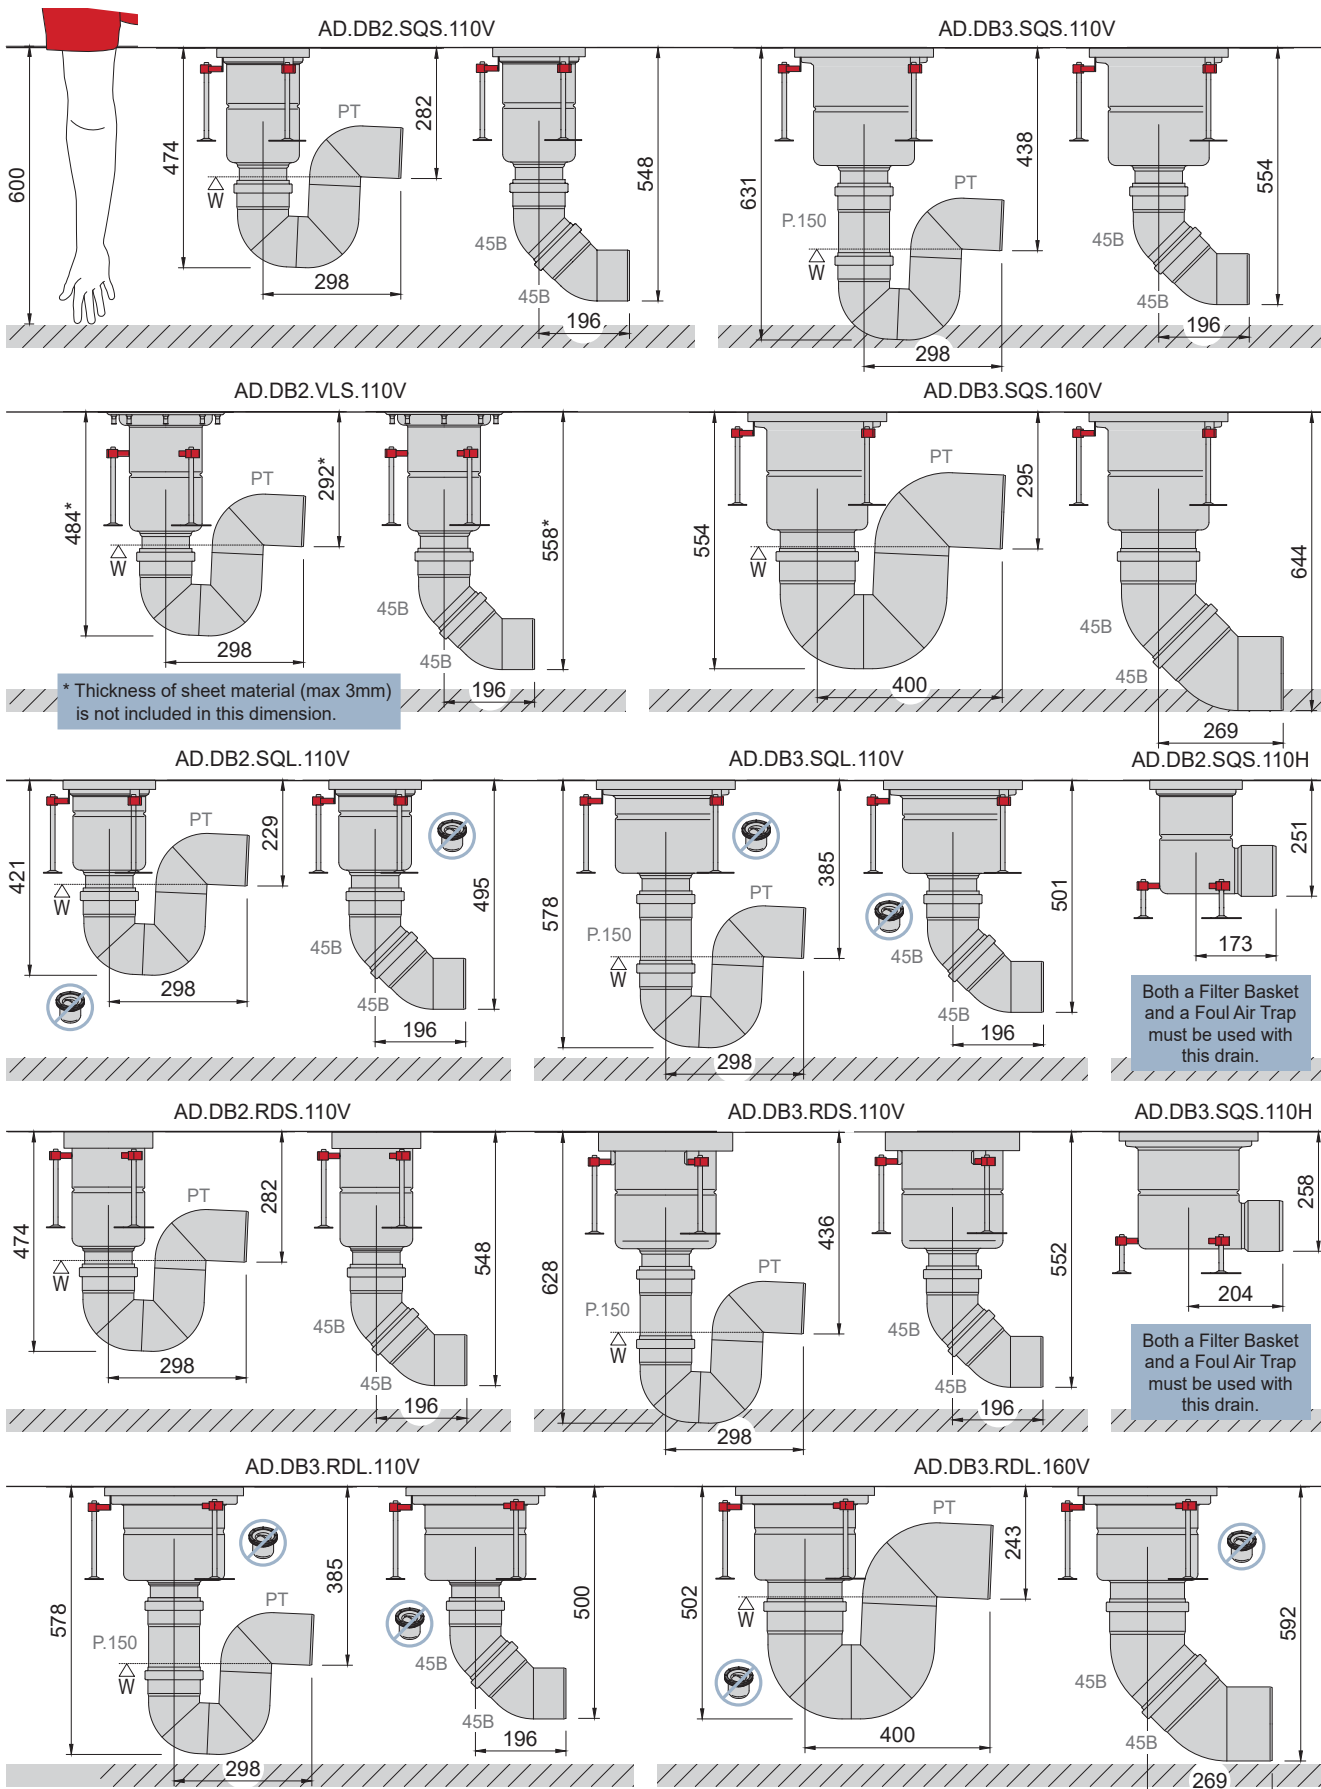 AD.DB2.SQS.110V
600
474
W
PT
282
298
45B
45B
548
196
AD.DB3.SQS.110V
631
P.150
W
PT
438
298
45B
45B
554
196
AD.DB2.VLS.110V
484*
W
PT
292*
298
45B
45B
558*
196
* Thickness of sheet material (max 3mm)
is not included in this dimension.
AD.DB3.SQS.160V
554
W
PT
295
400
45B
45B
644
269
AD.DB2.SQL.110V
421
W
PT
229
298
45B
45B
495
196
AD.DB3.SQL.110V
578
P.150
W
PT
385
298
45B
45B
501
196
AD.DB2.SQS.110H
251
173
Both a Filter Basket
and a Foul Air Trap
must be used with
this drain.
AD.DB2.RDS.110V
474
W
PT
282
298
45B
45B
548
196
AD.DB3.RDS.110V
628
P.150
W
PT
436
298
45B
45B
552
196
AD.DB3.SQS.110H
258
204
Both a Filter Basket
and a Foul Air Trap
must be used with
this drain.
AD.DB3.RDL.110V
578
P.150
W
PT
385
298
45B
45B
500
196
AD.DB3.RDL.160V
502
W
PT
243
400
45B
45B
592
269